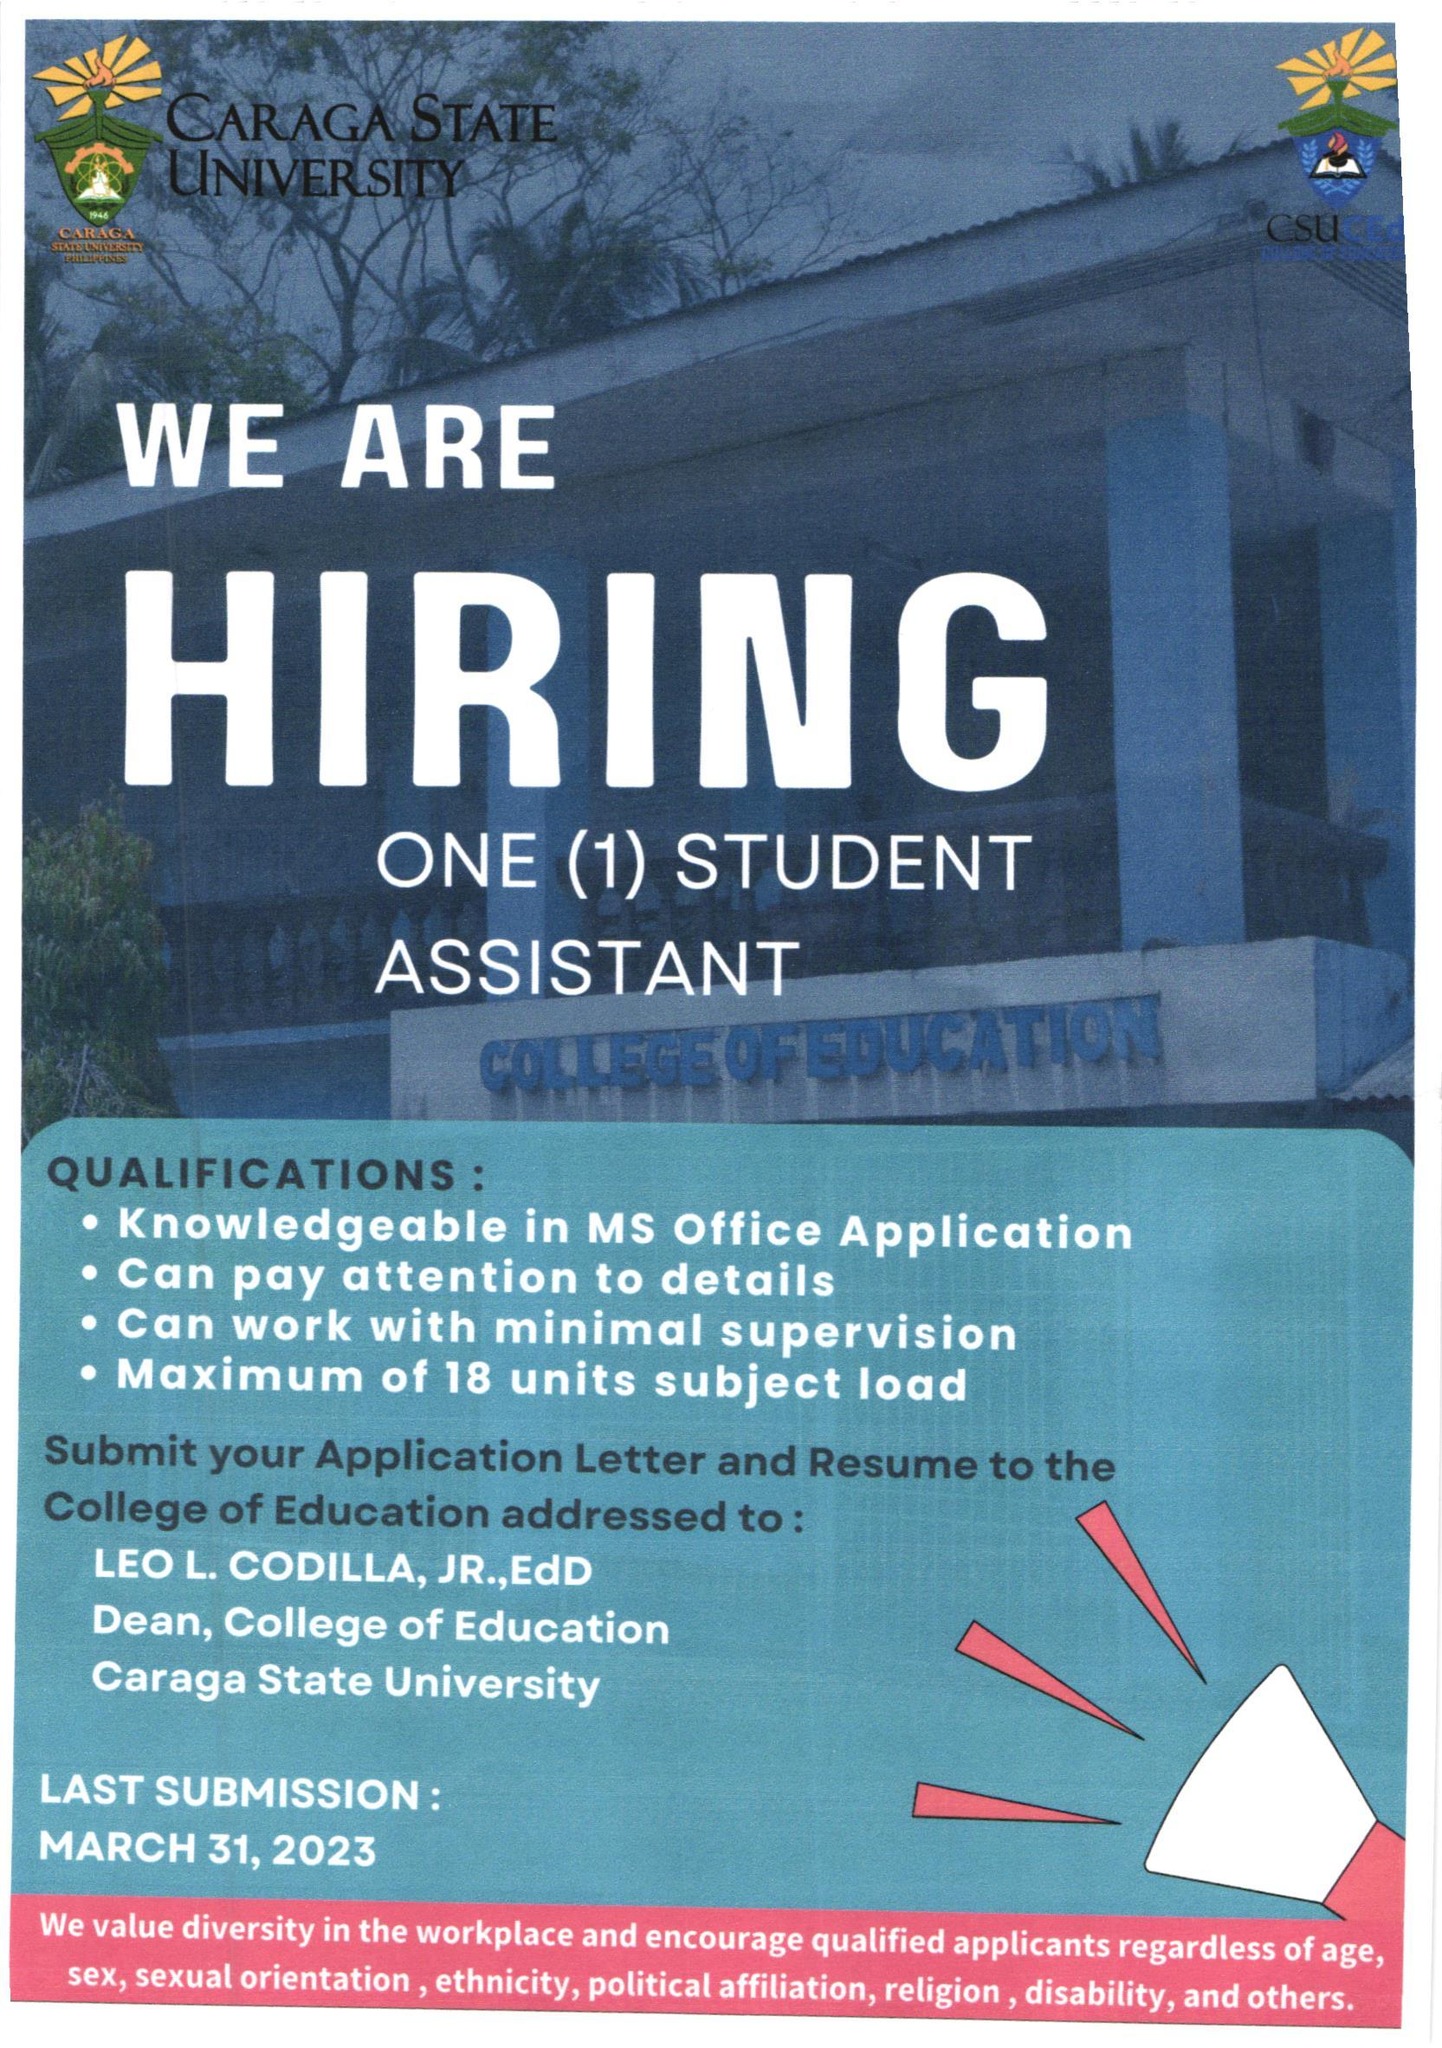 CARAGA STATE
UNIVERSITY
1946
CARAGA
STATE UNIVERSITY
PHILIPPINES
CSUCEd
WE ARE
HIRING
ONE (1) STUDENT
ASSISTANT
COLLEGE OF EDUCATION
QUALIFICATIONS :
• Knowledgeable in MS Office Application
• Can pay attention to details
• Can work with minimal supervision
• Maximum of 18 units subject load
Submit your Application Letter and Resume to the
College of Education addressed to :
LEO L. CODILLA, JR.,EdD
Dean, College of Education
Caraga State University
LAST SUBMISSION :
MARCH 31, 2023
We value diversity in the workplace and encourage qualified applicants regardless of age,
sex, sexual orientation , ethnicity, political affiliation, religion , disability, and others.